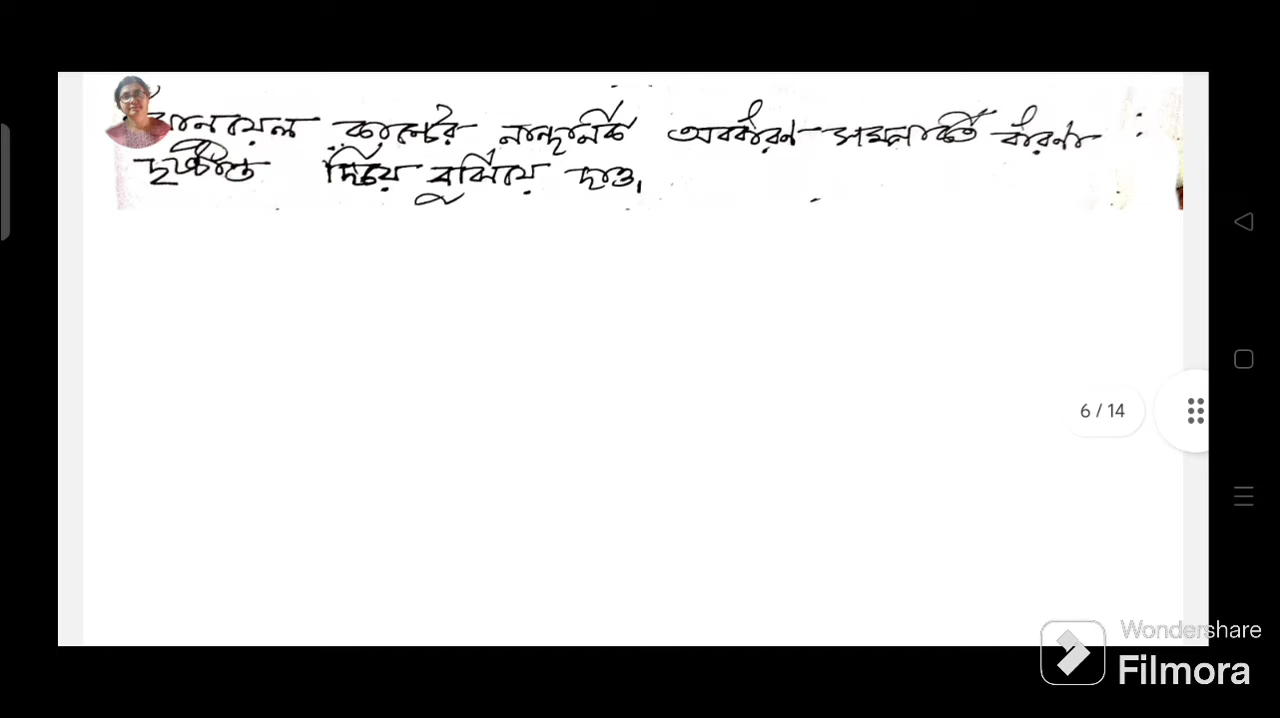 কান্টের নান্দনিক অবধারণ সম্পর্কিত ধারণা :
দৃষ্টান্ত দিয়ে বুঝিয়ে দাও।
6 / 14
Wondershare
Filmora